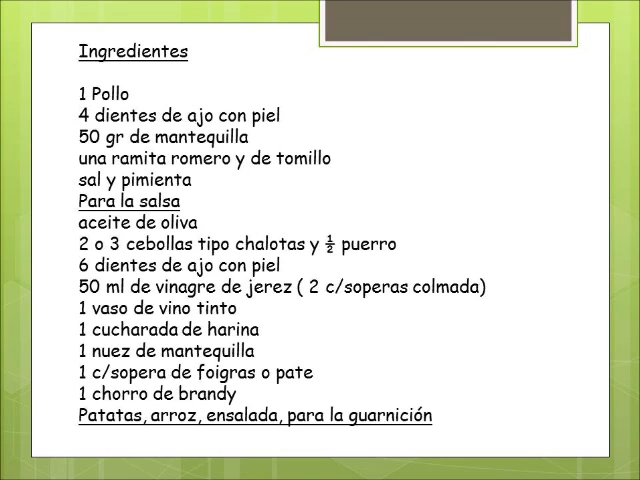 Ingredientes
1 Pollo
4 dientes de ajo con piel
50 gr de mantequilla
una ramita romero y de tomillo
sal y pimienta
Para la salsa
aceite de oliva
2 o 3 cebollas tipo chalotas y ½ puerro
6 dientes de ajo con piel
50 ml de vinagre de jerez ( 2 c/soperas colmada)
1 vaso de vino tinto
1 cucharada de harina
1 nuez de mantequilla
1 c/sopera de foigras o pate
1 chorro de brandy
Patatas, arroz, ensalada, para la guarnición